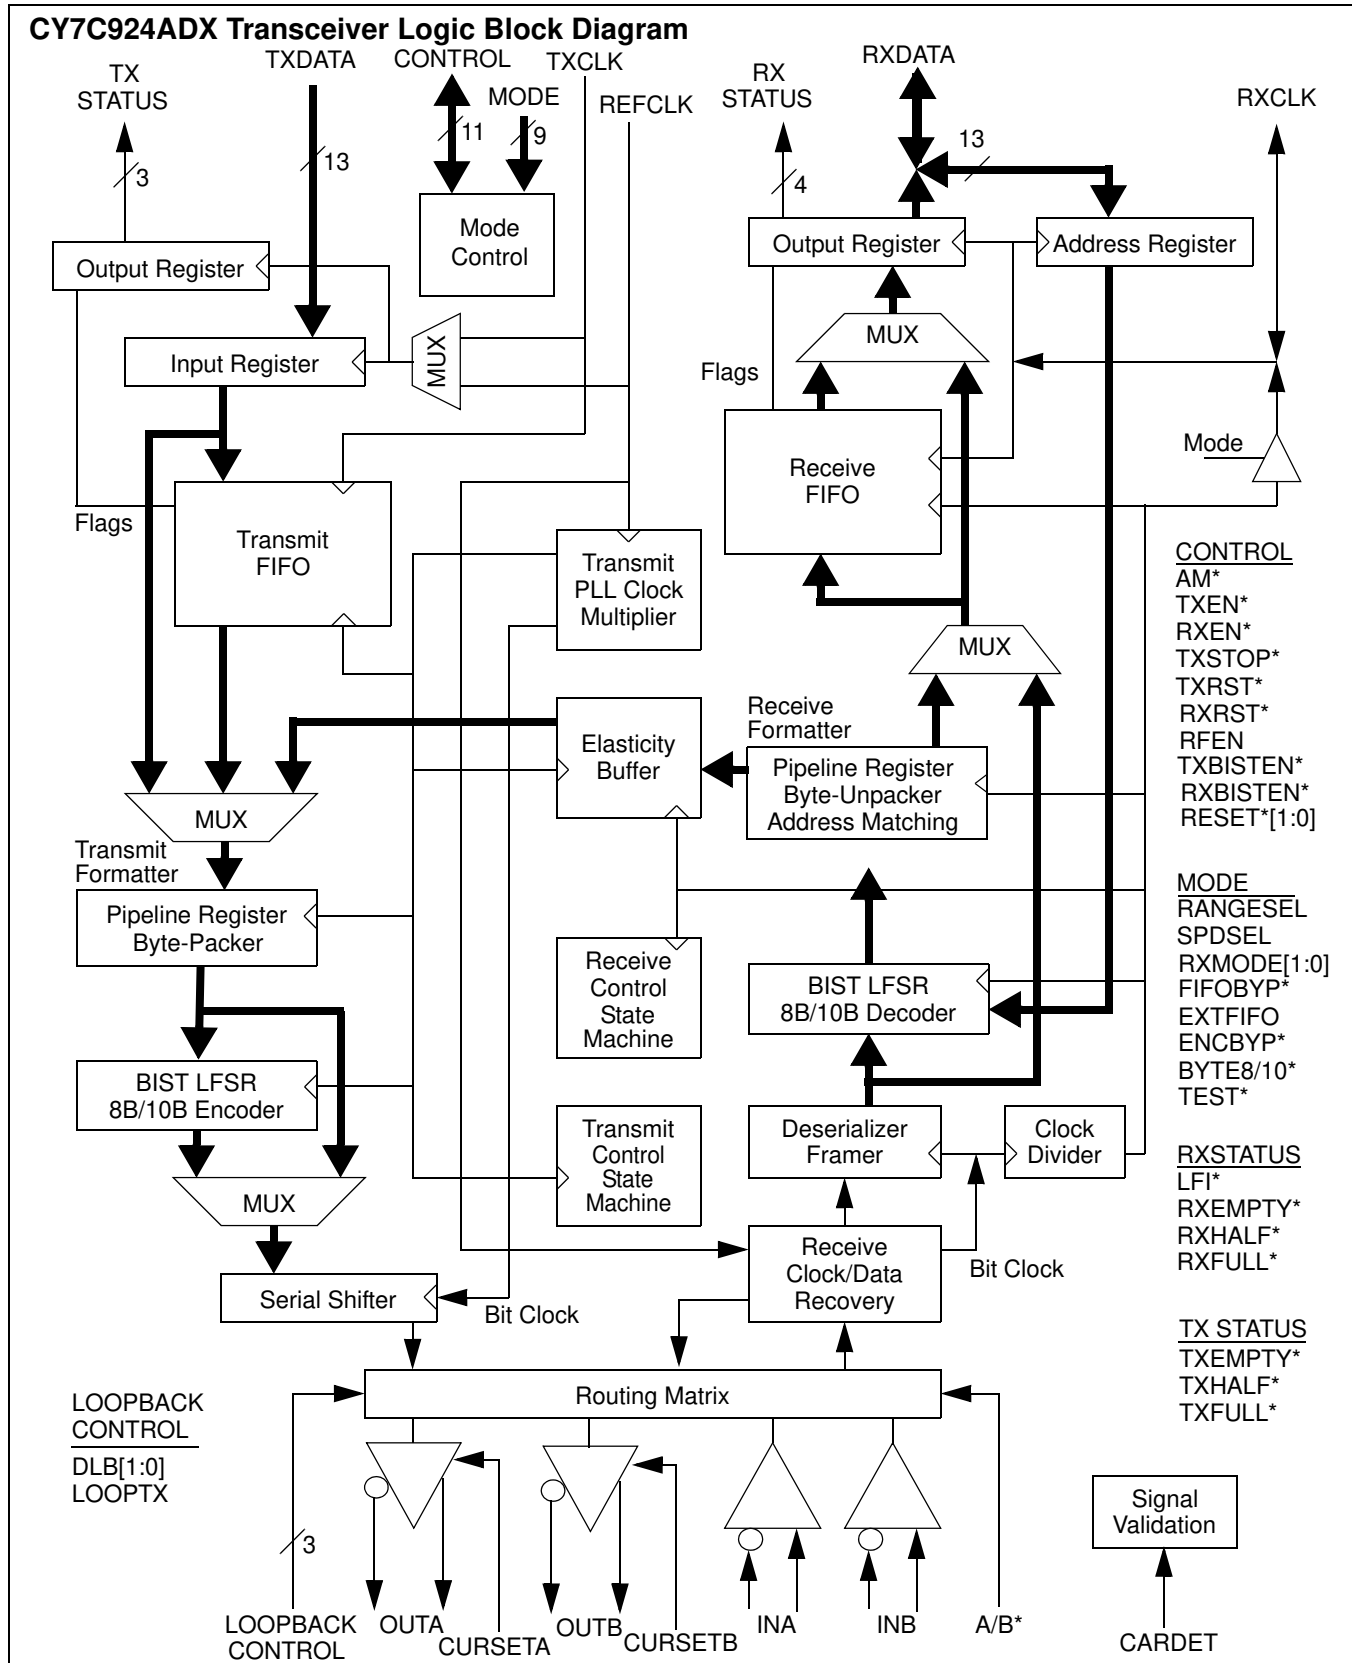 CY7C924ADX Transceiver Logic Block Diagram
TX
STATUS
TXDATA
CONTROL
MODE
TXCLK
REFCLK
RX
STATUS
RXDATA
RXCLK
3
13
11
9
4
13
Mode
Control
Output Register
Output Register
Address Register
Input Register
MUX
MUX
Flags
Mode
Receive
FIFO
Flags
Transmit
FIFO
Transmit
PLL Clock
Multiplier
MUX
Elasticity
Buffer
Receive
Formatter
Pipeline Register
Byte-Unpacker
Address Matching
MUX
Transmit
Formatter
Pipeline Register
Byte-Packer
Receive
Control
State
Machine
BIST LFSR
8B/10B Decoder
BIST LFSR
8B/10B Encoder
Transmit
Control
State
Machine
Deserializer
Framer
Clock
Divider
MUX
Receive
Clock/Data
Recovery
Bit Clock
Serial Shifter
Bit Clock
Routing Matrix
LOOPBACK
CONTROL
DLB[1:0]
LOOPTX
3
LOOPBACK
CONTROL
OUTA
CURSETA
OUTB
CURSETB
INA
INB
A/B*
Signal
Validation
CARDET
CONTROL
AM*
TXEN*
RXEN*
TXSTOP*
TXRST*
RXRST*
RFEN
TXBISTEN*
RXBISTEN*
RESET*[1:0]
MODE
RANGESEL
SPDSEL
RXMODE[1:0]
FIFOBYP*
EXTFIFO
ENCBYP*
BYTE8/10*
TEST*
RXSTATUS
LFI*
RXEMPTY*
RXHALF*
RXFULL*
TX STATUS
TXEMPTY*
TXHALF*
TXFULL*